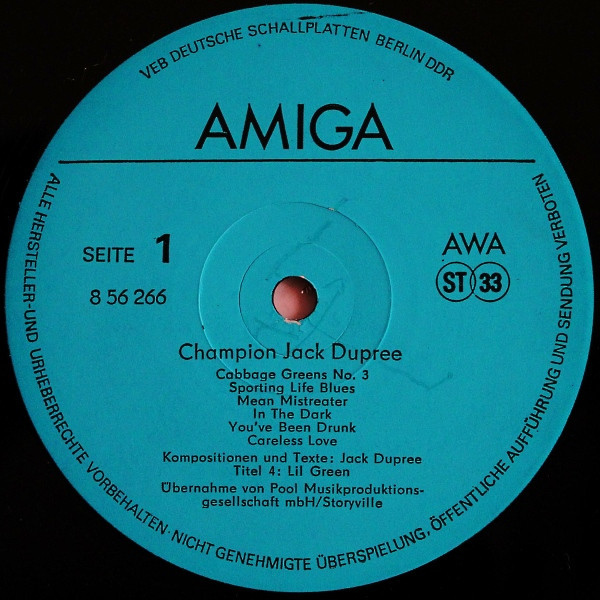 VEB DEUTSCHE SCHALLPLATTEN BERLIN DDR
AMIGA
SEITE 1
8 56 266
AWA
ST 33
Champion Jack Dupree
Cabbage Greens No. 3
Sporting Life Blues
Mean Mistreater
In The Dark
You've Been Drunk
Careless Love
Kompositionen und Texte: Jack Dupree
Titel 4: Lil Green
Übernahme von Pool Musikproduktions-
gesellschaft mbH/Storyville
ALLE HERSTELLER-UND URHEBERRECHTE VORBEHALTEN·NICHT GENEHMIGTE ÜBERSPIELUNG, ÖFFENTLICHE AUFFÜHRUNG UND SENDUNG VERBOTEN